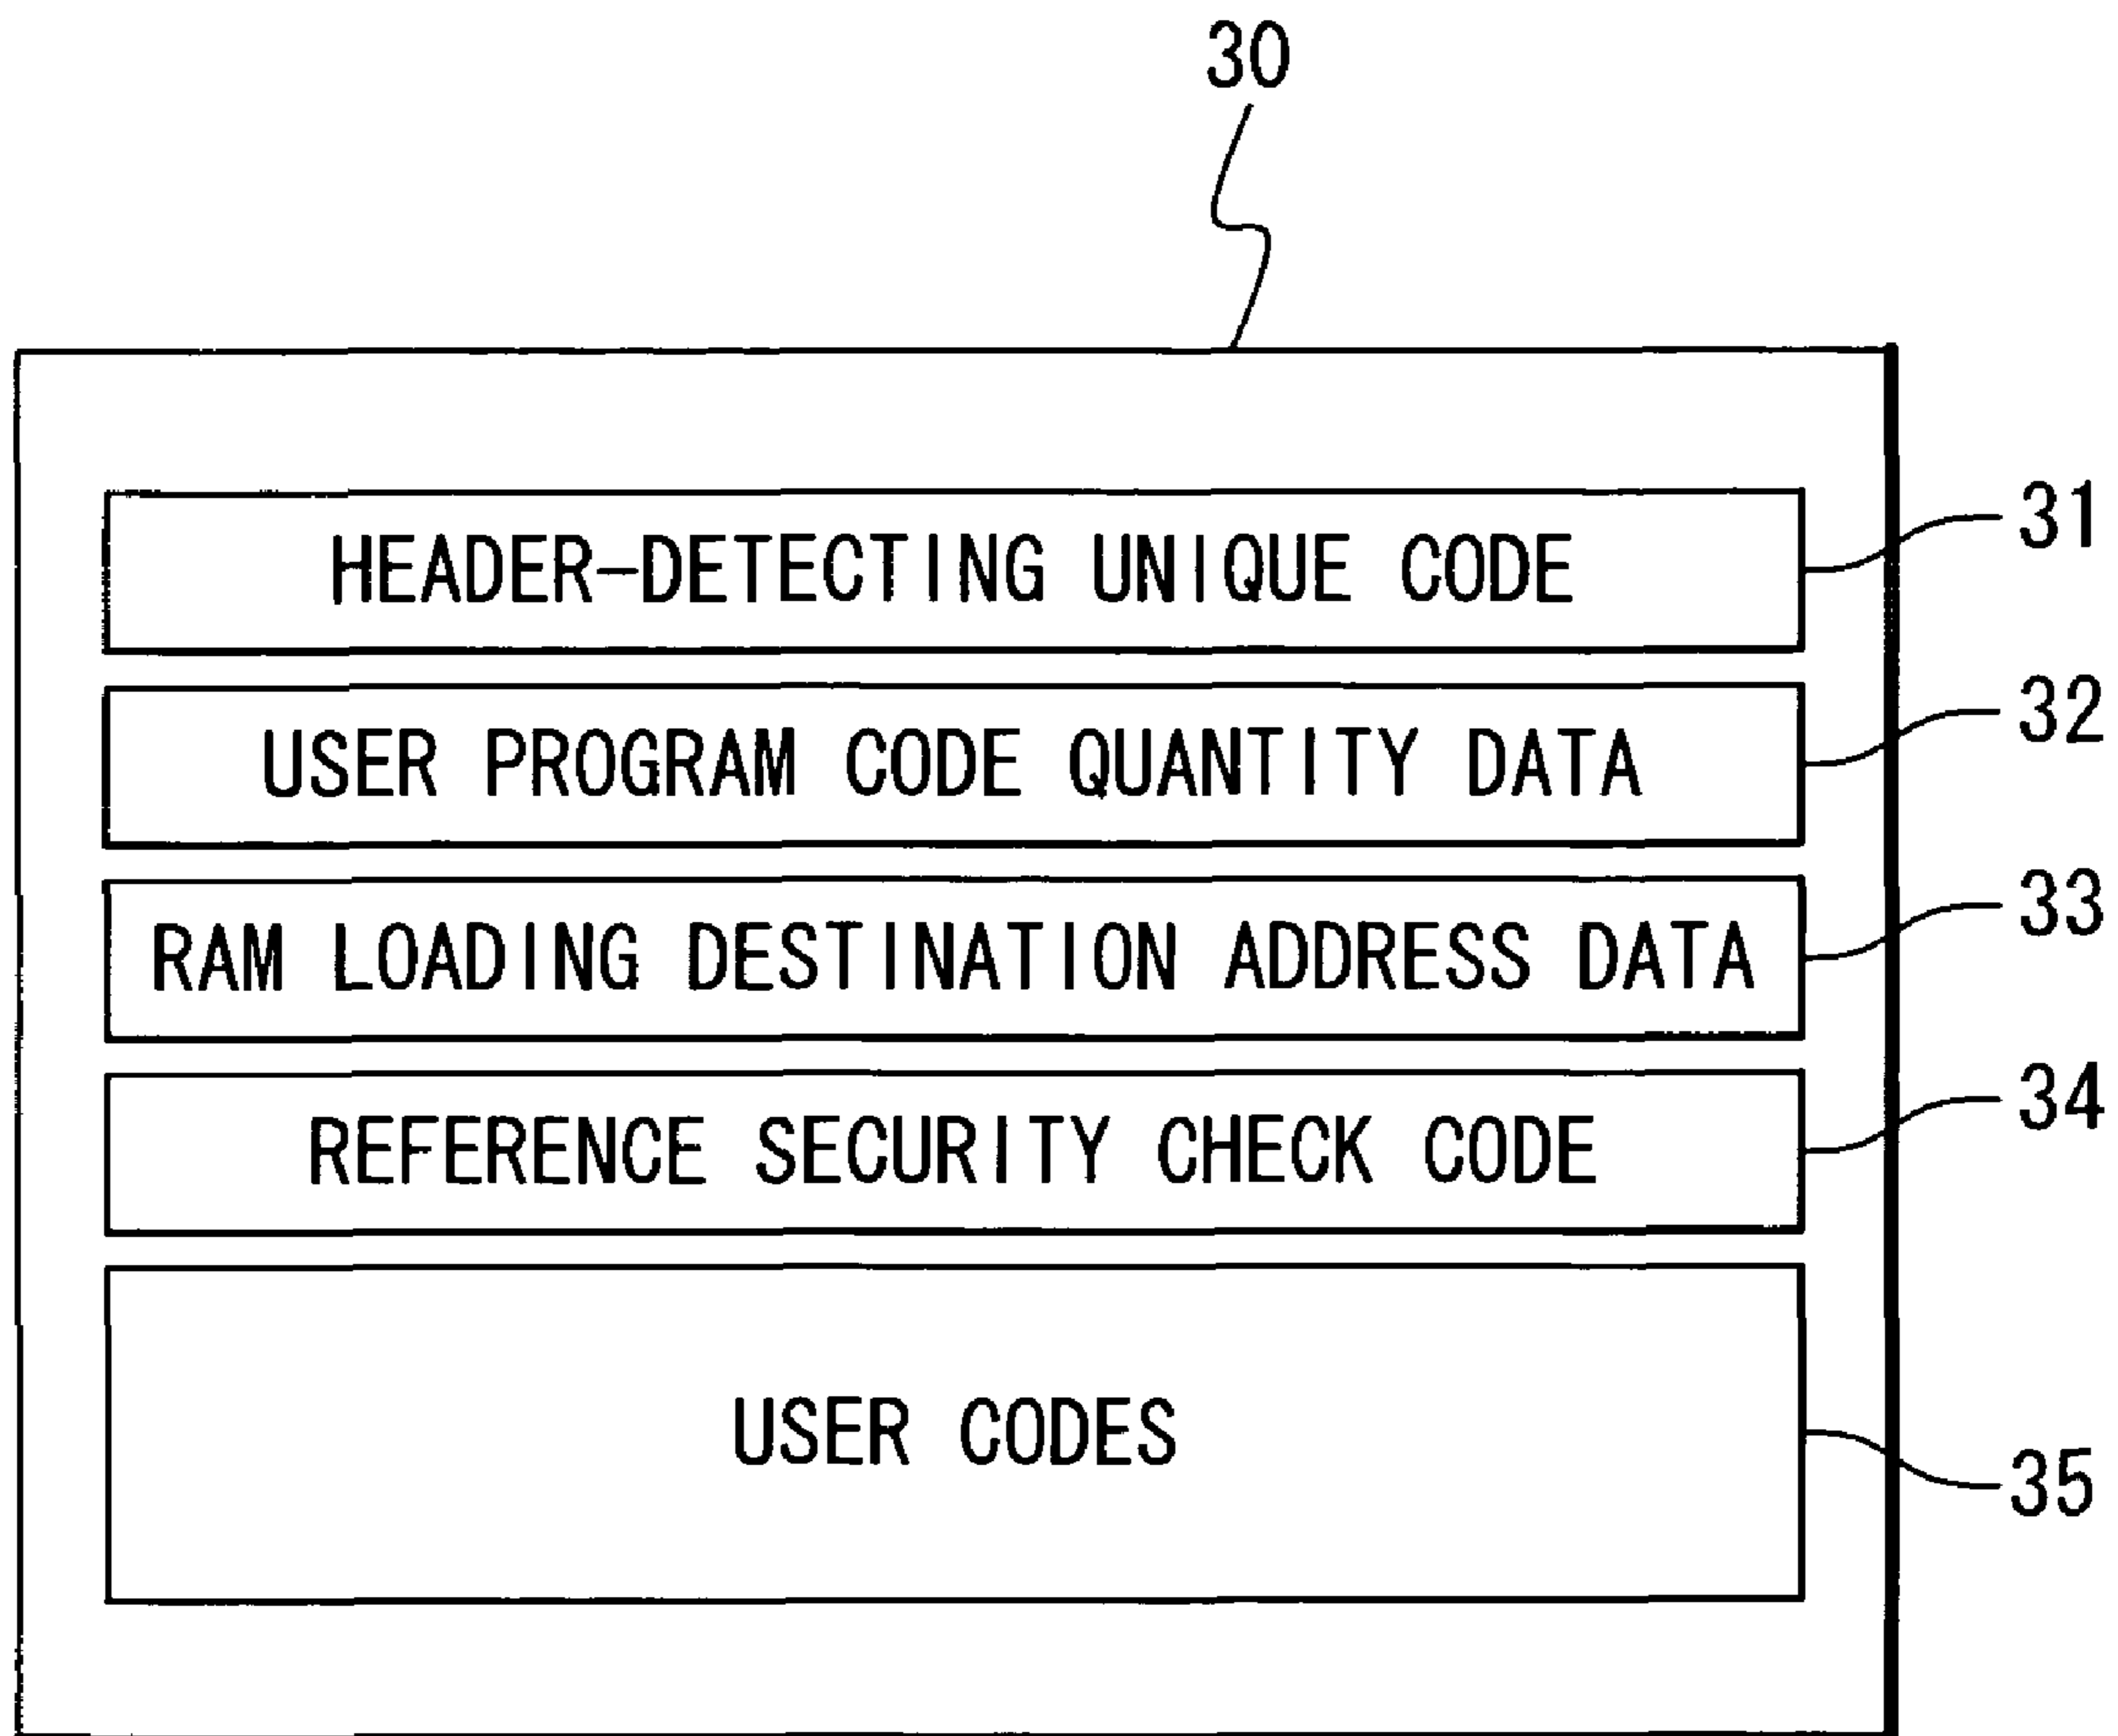 30
HEADER-DETECTING UNIQUE CODE
31
USER PROGRAM CODE QUANTITY DATA
32
RAM LOADING DESTINATION ADDRESS DATA
33
REFERENCE SECURITY CHECK CODE
34
USER CODES
35